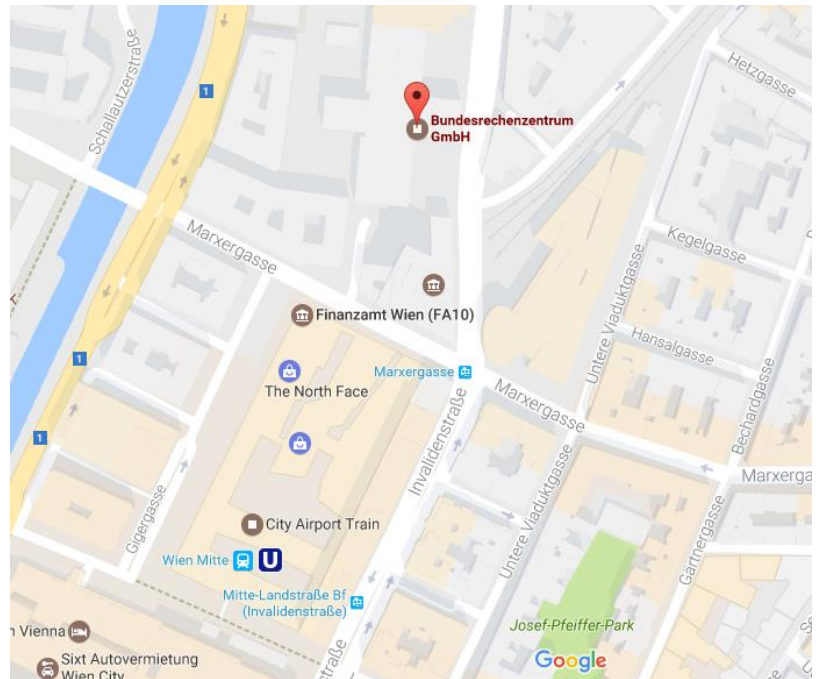 Schallautzerstraße
1
Hetzgasse
Bundesrechenzentrum
GmbH
Marxergasse
Kegelgasse
Untere Viaduktgasse
Hansalgasse
Finanzamt Wien (FA10)
1
Marxergasse
The North Face
Marxergasse
Bechardgasse
1
Invalidenstraße
Marxerga
Gigergasse
City Airport Train
Untere Viaduktgasse
Gärtnergasse
Wien Mitte
U
Mitte-Landstraße Bf
(Invalidenstraße)
Josef-Pfeiffer-Park
n Vienna
straße
Google
Sixt Autovermietung
Wien City